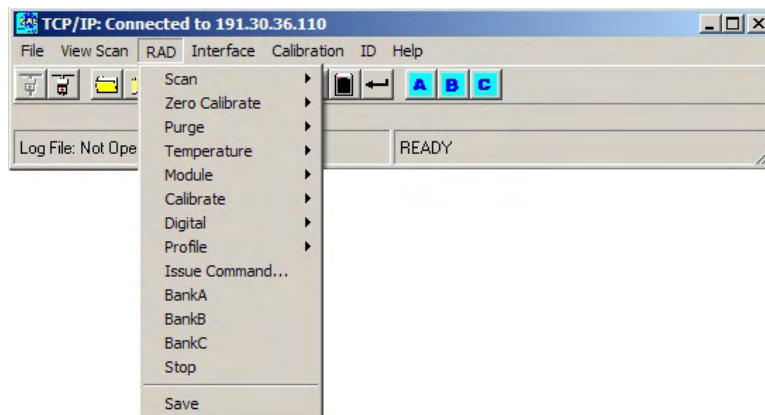 TCP/IP: Connected to 191.30.36.110
File View Scan RAD Interface Calibration ID Help
A B C
Log File: Not Ope
READY
Scan
Zero Calibrate
Purge
Temperature
Module
Calibrate
Digital
Profile
Issue Command...
BankA
BankB
BankC
Stop
Save